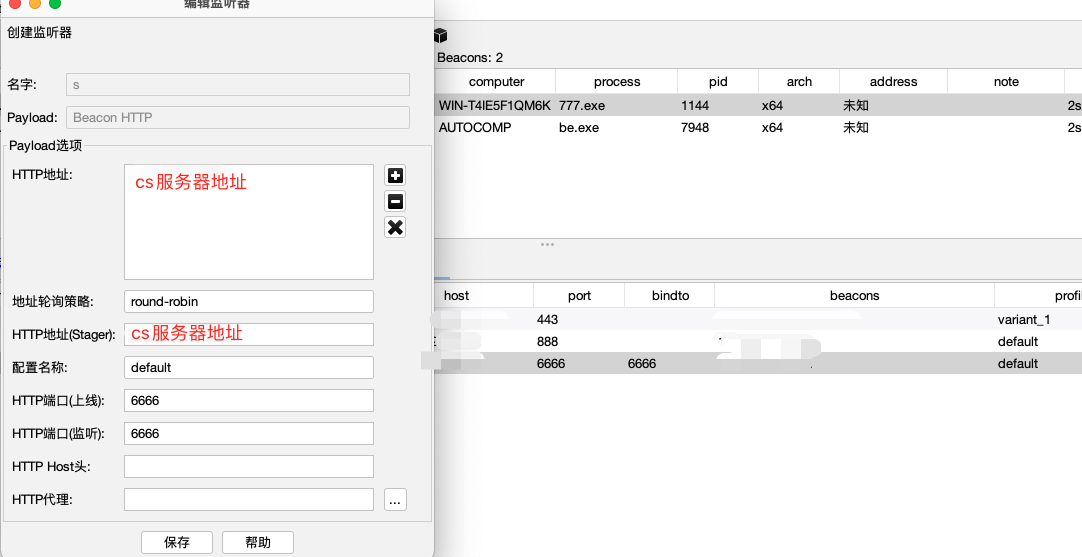 编辑监听器
创建监听器
名字: s
Payload: Beacon HTTP
Payload选项
HTTP地址: cs服务器地址
地址轮询策略: round-robin
HTTP地址(Stager): cs服务器地址
配置名称: default
HTTP端口(上线): 6666
HTTP端口(监听): 6666
HTTP Host头:
HTTP代理: ...
保存 帮助
Beacons: 2
computer process pid arch address note
WIN-T4IE5F1QM6K 777.exe 1144 x64 未知 2s
AUTOCOMP be.exe 7948 x64 未知 2s
host port bindto beacons profi
443 variant_1
888 default
6666 6666 default